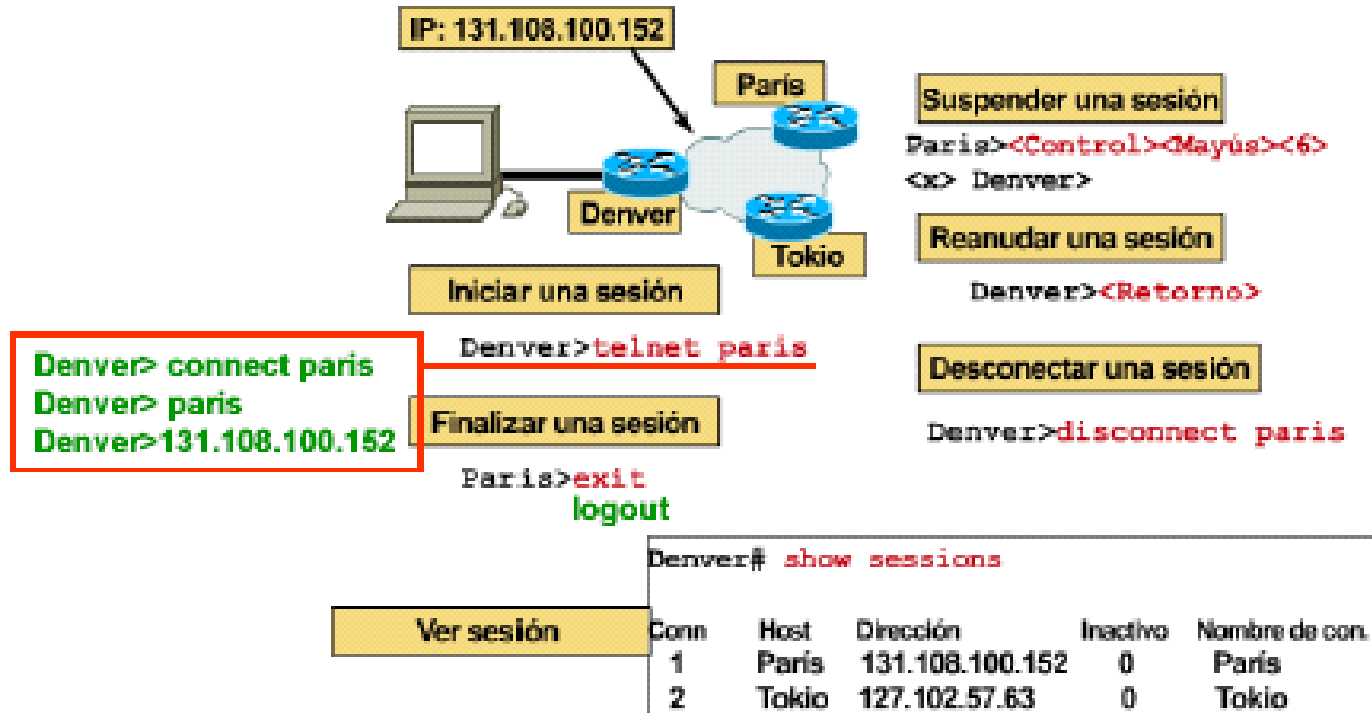 IP: 131.108.100.152
París
Denver
Tokio
Suspender una sesión
Paris><Control><Mayús><6>
<x> Denver>
Reanudar una sesión
Denver><Retorno>
Iniciar una sesión
Denver>telnet paris
Denver> connect paris
Denver> paris
Denver>131.108.100.152
Desconectar una sesión
Denver>disconnect paris
Finalizar una sesión
Paris>exit
logout
Ver sesión
Denver# show sessions
Conn Host Dirección Inactivo Nombre de con.
1 París 131.108.100.152 0 París
2 Tokio 127.102.57.63 0 Tokio